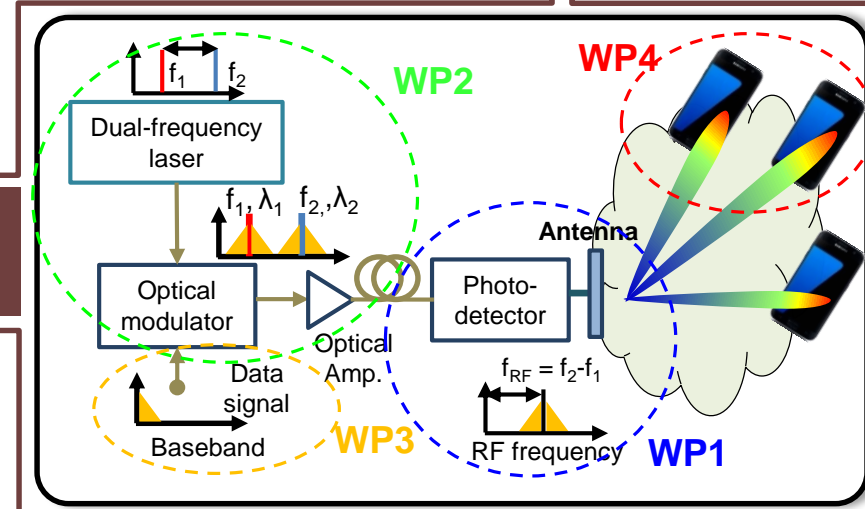 f1
f2
WP2
WP4
Dual-frequency
laser
f1, λ1
f2,, λ2
Antenna
Optical
modulator
Photo-
detector
Optical
Amp.
fRF = f2-f1
Data
signal
Baseband
WP3
RF frequency
WP1